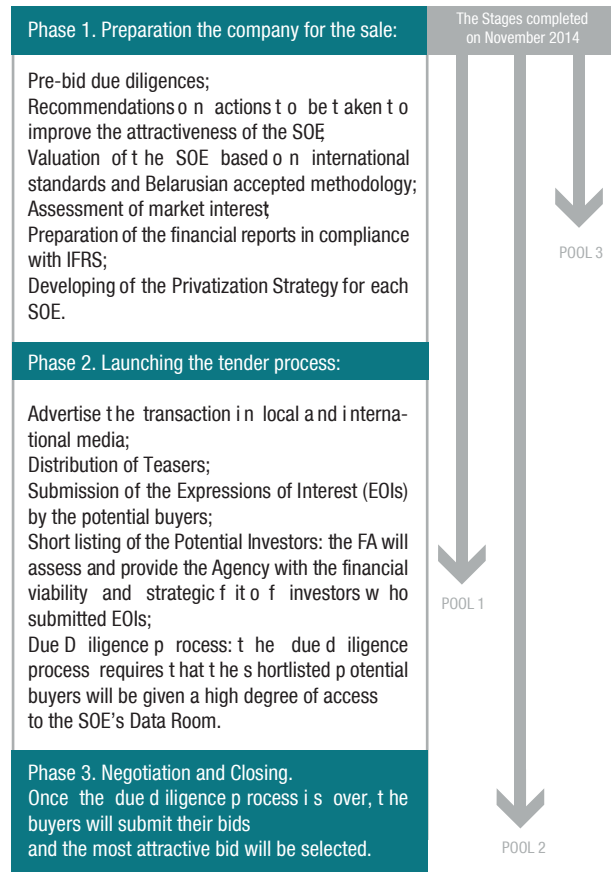 Phase 1. Preparation the company for the sale:
The Stages completed
on November 2014
Pre-bid due diligences;
Recommendations o n actions t o be t aken t o
improve the attractiveness of the SOE;
Valuation of t he SOE based o n international
standards and Belarusian accepted methodology;
Assessment of market interest;
Preparation of the financial reports in compliance
with IFRS;
Developing of the Privatization Strategy for each
SOE.
POOL 3
Phase 2. Launching the tender process:
Advertise t he transaction i n local a nd i nterna-
tional media;
Distribution of Teasers;
Submission of the Expressions of Interest (EOIs)
by the potential buyers;
Short listing of the Potential Investors: the FA will
assess and provide the Agency with the financial
viability and strategic f it o f investors w ho
submitted EOIs;
Due D iligence p rocess: t he due d iligence
process requires t hat t he s hortlisted p otential
buyers will be given a high degree of access
to the SOE's Data Room.
POOL 1
Phase 3. Negotiation and Closing.
Once the due d iligence p rocess i s over, t he
buyers will submit their bids
and the most attractive bid will be selected.
POOL 2